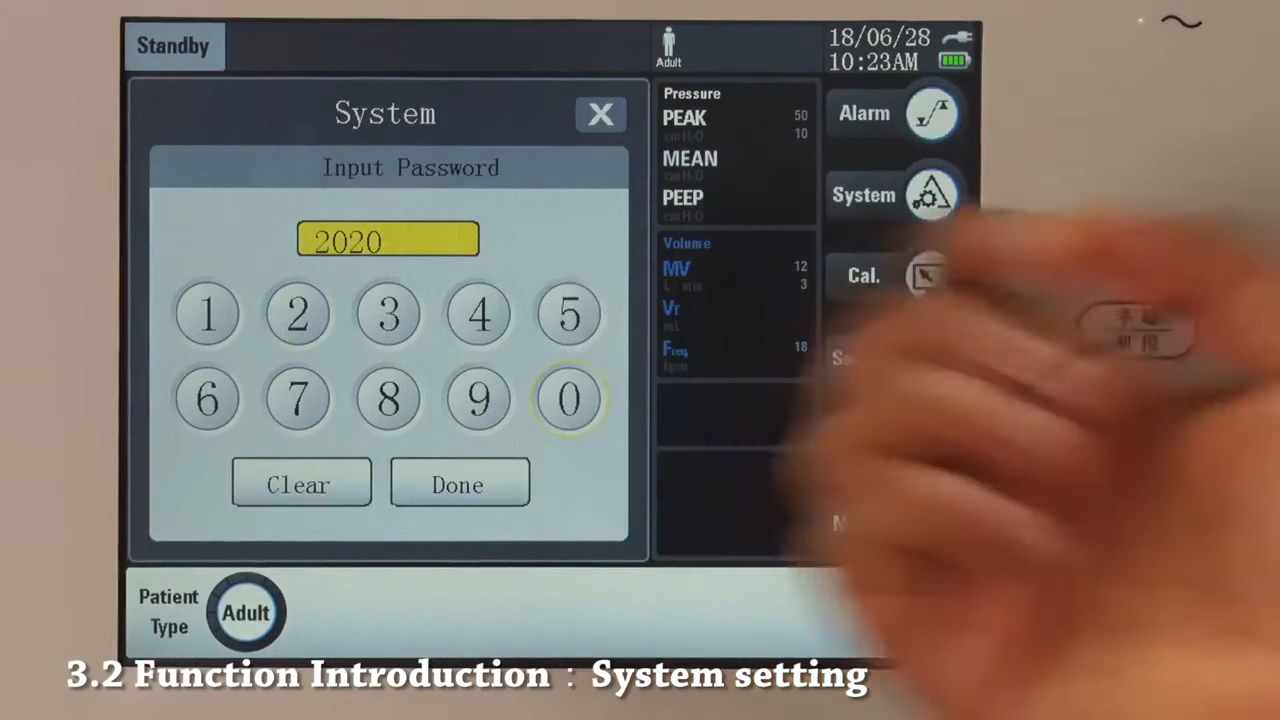 Standby
Adult
18/06/28
10:23AM
System
X
Input Password
2020
1 2 3 4 5
6 7 8 9 0
Clear Done
Pressure
PEAK 50
cmH₂O 10
MEAN
cmH₂O
PEEP
cmH₂O
Volume
MV 12
L/min 3
VT
mL
Freq 18
bpm
Alarm
System
Cal.
Patient
Type
Adult
3.2 Function Introduction : System setting